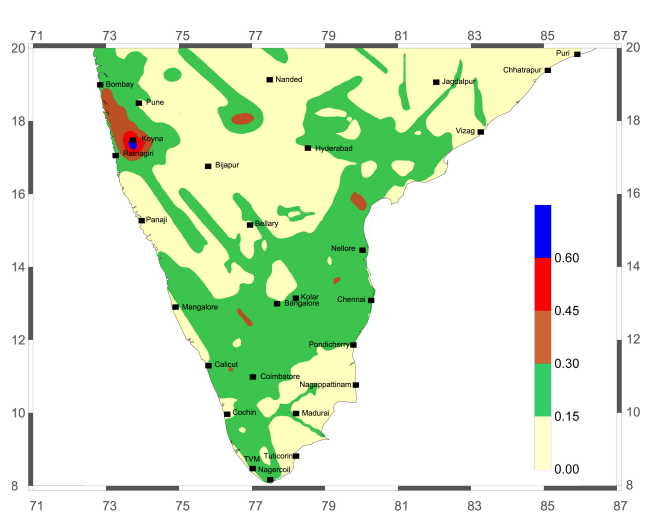 71 73 75 77 79 81 83 85 87
20 20
Puri
Chhatrapur
Nanded
Jagdalpur
Bombay
Pune
18 18
Vizag
Koyna
Hyderabad
Ratnagiri
Bijapur
16 16
Panaji
Bellary
Nellore
0.60
14 14
Kolar
Chennai
Bangalore
Mangalore
0.45
12 12
Pondicherry
0.30
Calicut
Coimbatore
Nagappattinam
0.15
10 10
Cochin
Madurai
Tuticorin
TVM
Nagercoil
0.00
8 8
71 73 75 77 79 81 83 85 87